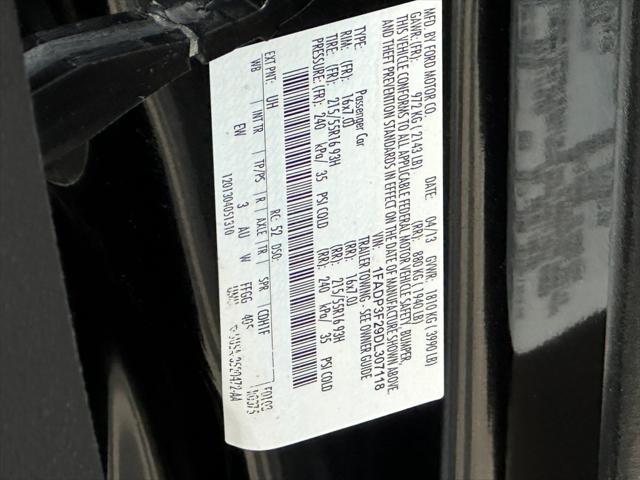 MFD. BY FORD MOTOR CO.
DATE: 04/13 GVWR: 1810 KG ( 3990 LB)
GAWR:(FR): 972 KG (2143 LB) (RR): 880 KG (1940 LB)
THIS VEHICLE CONFORMS TO ALL APPLICABLE FEDERAL MOTOR VEHICLE SAFETY, BUMPER,
AND THEFT PREVENTION STANDARDS IN EFFECT ON THE DATE OF MANUFACTURE SHOWN ABOVE.
VIN: 1FADP3F29DL307118
TYPE: Passenger Car TRAILER TOWING - SEE OWNER GUIDE
RIM: (FR): 16x7.0J (RR): 16x7.0J
TIRE: (FR): 215/55R16 93H (RR): 215/55R16 93H
PRESSURE: (FR): 240 kPa/ 35 PSI COLD (RR): 240 kPa/ 35 PSI COLD
EXT PNT: UH RC: 52 DSO: F0103
WB INT TR TP/PS R AXLE TR SPR CDM1F
EW 3 AU W FFGG
1201304051310